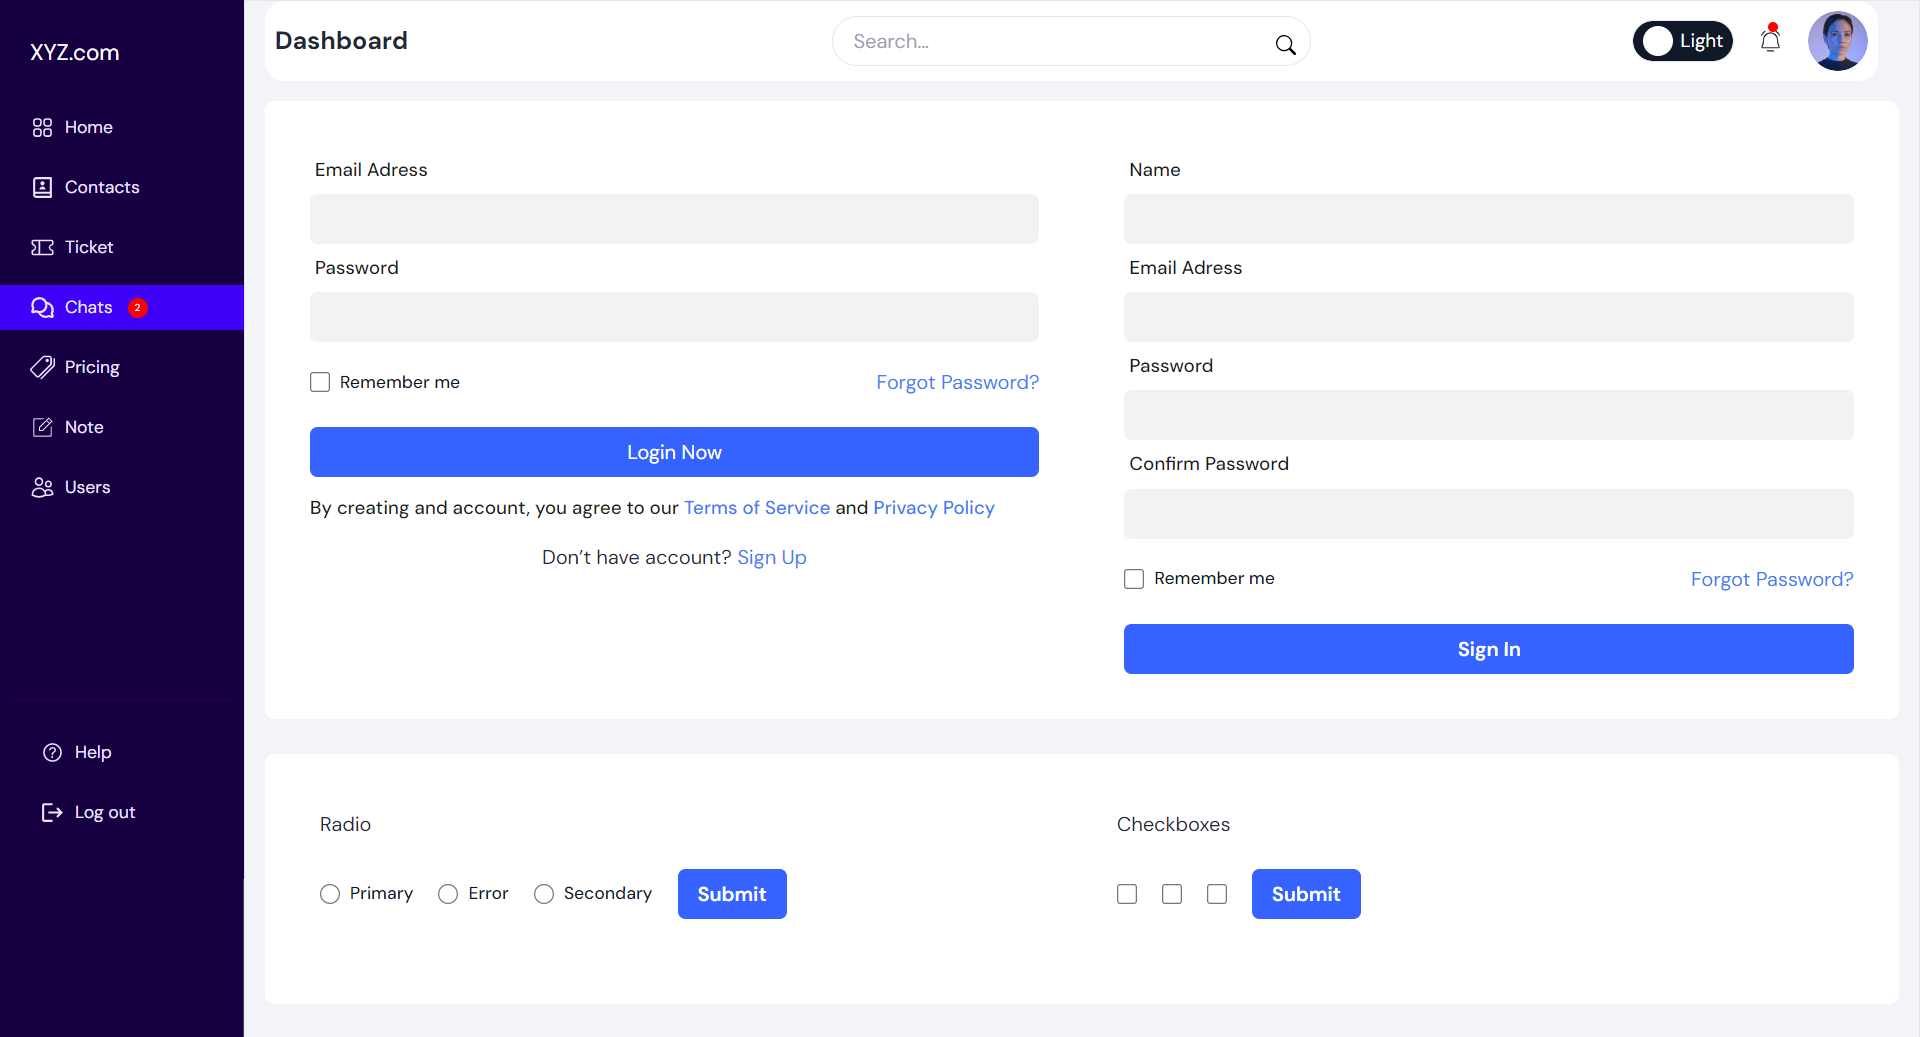 XYZ.com
Home
Contacts
Ticket
Chats 2
Pricing
Note
Users
Help
Log out
Dashboard
Search...
Light
Email Adress
Password
Remember me
Forgot Password?
Login Now
By creating and account, you agree to our Terms of Service and Privacy Policy
Don't have account? Sign Up
Name
Email Adress
Password
Confirm Password
Remember me
Forgot Password?
Sign In
Radio
Primary Error Secondary Submit
Checkboxes
Submit